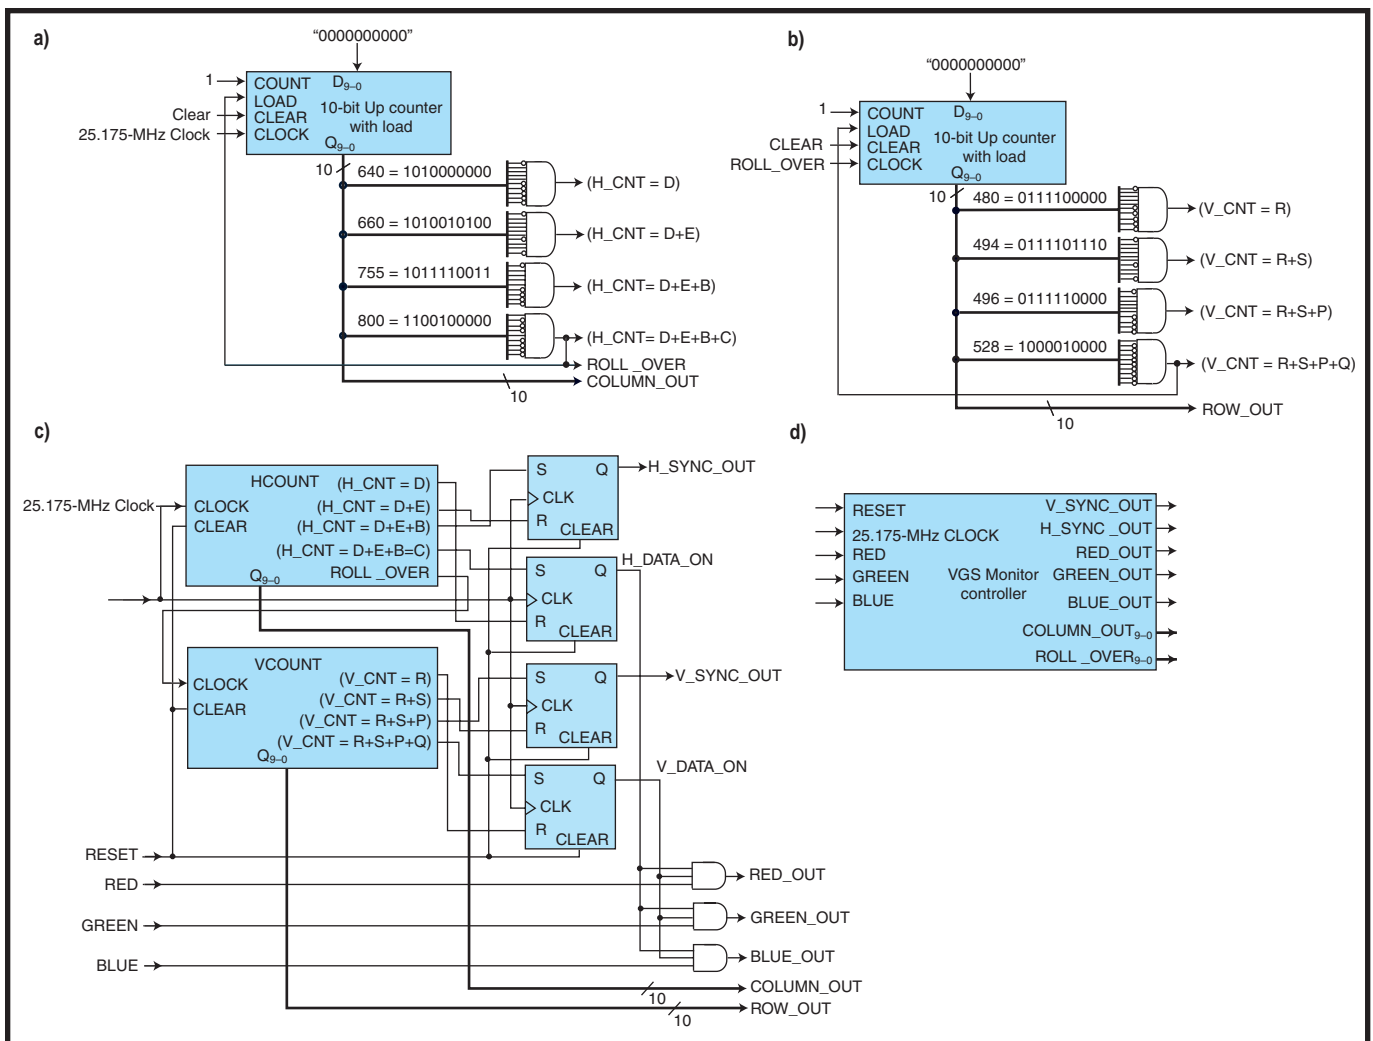 a)
“0000000000”
1
COUNT D9–0
LOAD
10-bit Up counter
with load
Clear
CLEAR
25.175-MHz Clock
CLOCK
Q9–0
10
640 = 1010000000
(H_CNT = D)
660 = 1010010100
(H_CNT = D+E)
755 = 1011110011
(H_CNT= D+E+B)
800 = 1100100000
(H_CNT= D+E+B+C)
ROLL _OVER
COLUMN_OUT
10
b)
“0000000000”
1
COUNT D9–0
LOAD
10-bit Up counter
with load
CLEAR
CLEAR
ROLL_OVER
CLOCK
Q9–0
10
480 = 0111100000
(V_CNT = R)
494 = 0111101110
(V_CNT = R+S)
496 = 0111110000
(V_CNT = R+S+P)
528 = 1000010000
(V_CNT = R+S+P+Q)
ROW_OUT
10
c)
HCOUNT
25.175-MHz Clock
CLOCK
CLEAR
(H_CNT = D)
(H_CNT = D+E)
(H_CNT = D+E+B)
(H_CNT = D+E+B=C)
ROLL _OVER
Q9–0
S Q
CLK
R
CLEAR
H_SYNC_OUT
H_DATA_ON
S Q
CLK
R
CLEAR
VCOUNT
CLOCK
CLEAR
(V_CNT = R)
(V_CNT = R+S)
(V_CNT = R+S+P)
(V_CNT = R+S+P+Q)
Q9–0
S Q
CLK
R
CLEAR
V_SYNC_OUT
V_DATA_ON
S Q
CLK
R
CLEAR
RESET
RED
GREEN
BLUE
RED_OUT
GREEN_OUT
BLUE_OUT
COLUMN_OUT
10
ROW_OUT
10
d)
RESET
25.175-MHz CLOCK
RED
GREEN
BLUE
VGS Monitor
controller
V_SYNC_OUT
H_SYNC _OUT
RED_OUT
GREEN_OUT
BLUE_OUT
COLUMN_OUT9–0
ROLL _OVER9–0